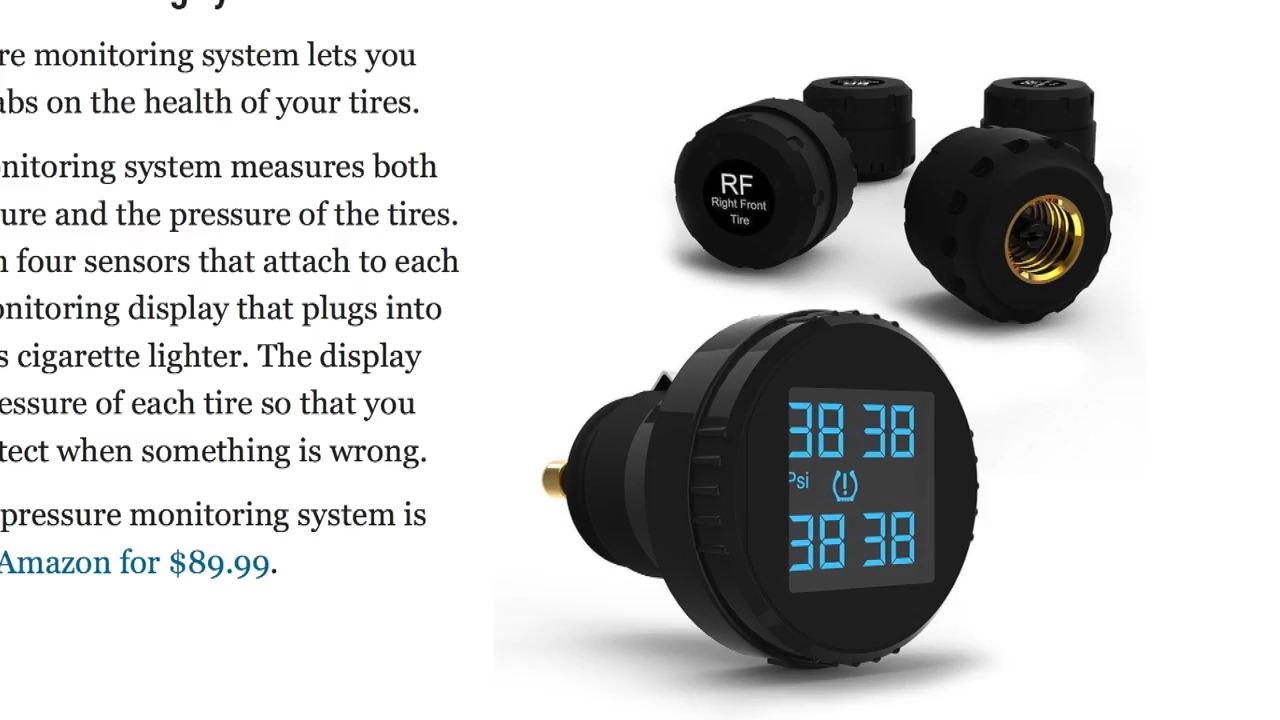 re monitoring system lets you
abs on the health of your tires.
onitoring system measures both
ure and the pressure of the tires.
n four sensors that attach to each
onitoring display that plugs into
s cigarette lighter. The display
essure of each tire so that you
tect when something is wrong.
pressure monitoring system is
Amazon for $89.99.
RF
Right Front
Tire
38 38
Psi
38 38